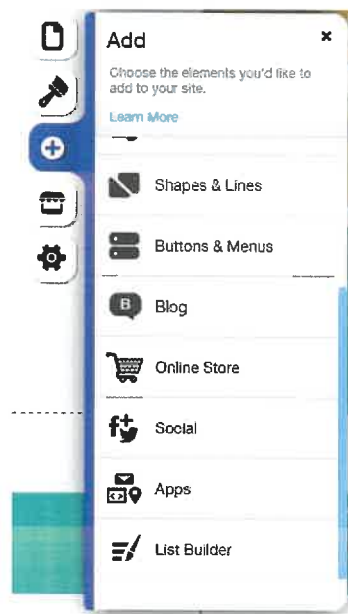 Add
Choose the elements you'd like to
add to your site.
Learn More
Shapes & Lines
Buttons & Menus
B
Blog
Online Store
Social
Apps
List Builder